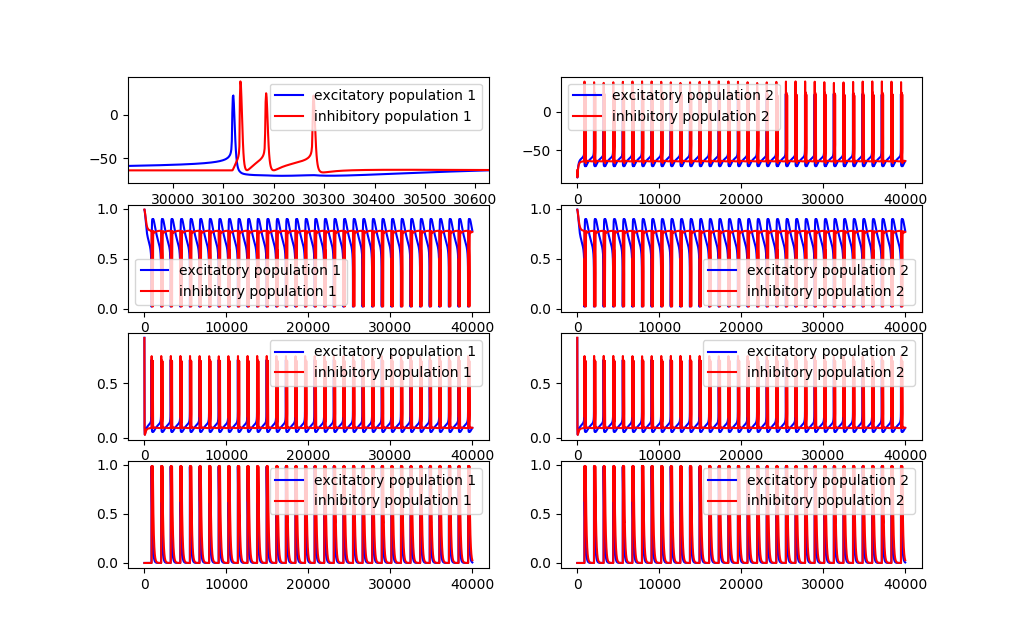 excitatory population 1
inhibitory population 1
0
−50
30000 30100 30200 30300 30400 30500 30600
excitatory population 2
inhibitory population 2
0
−50
0 10000 20000 30000 40000
1.0
0.5
0.0
excitatory population 1
inhibitory population 1
0 10000 20000 30000 40000
1.0
0.5
0.0
excitatory population 2
inhibitory population 2
0 10000 20000 30000 40000
excitatory population 1
inhibitory population 1
0.5
0.0
0 10000 20000 30000 40000
excitatory population 2
inhibitory population 2
0.5
0.0
0 10000 20000 30000 40000
1.0
0.5
0.0
excitatory population 1
inhibitory population 1
0 10000 20000 30000 40000
1.0
0.5
0.0
excitatory population 2
inhibitory population 2
0 10000 20000 30000 40000